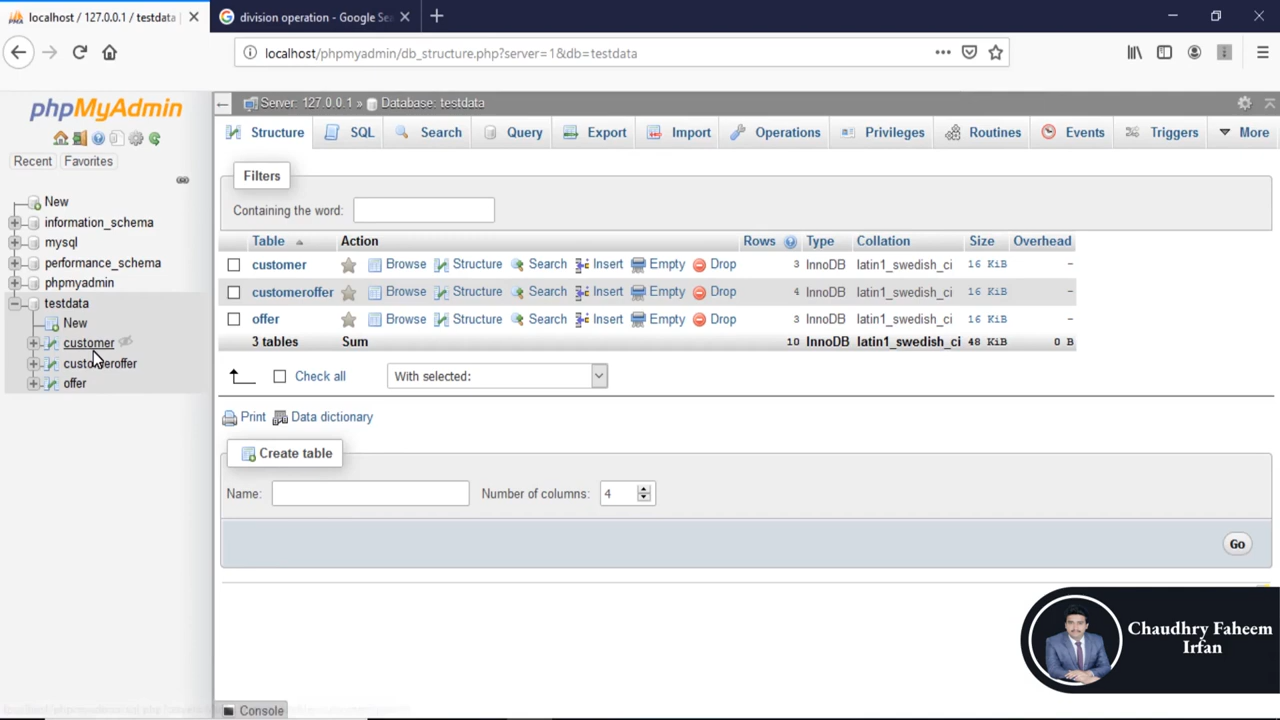 localhost / 127.0.0.1 / testdata
division operation - Google Se
localhost/phpmyadmin/db_structure.php?server=1&db=testdata
phpMyAdmin
Recent Favorites
New
information_schema
mysql
performance_schema
phpmyadmin
testdata
New
customer
customeroffer
offer
Server: 127.0.0.1 » Database: testdata
Structure SQL Search Query Export Import Operations Privileges Routines Events Triggers More
Filters
Containing the word:
Table Action Rows Type Collation Size Overhead
customer Browse Structure Search Insert Empty Drop 3 InnoDB latin1_swedish_ci 16 KiB -
customeroffer Browse Structure Search Insert Empty Drop 4 InnoDB latin1_swedish_ci 16 KiB -
offer Browse Structure Search Insert Empty Drop 3 InnoDB latin1_swedish_ci 16 KiB -
3 tables Sum 10 InnoDB latin1_swedish_ci 48 KiB 0 B
Check all With selected:
Print Data dictionary
Create table
Name: Number of columns: 4
Go
Console
Chaudhry Faheem
Irfan